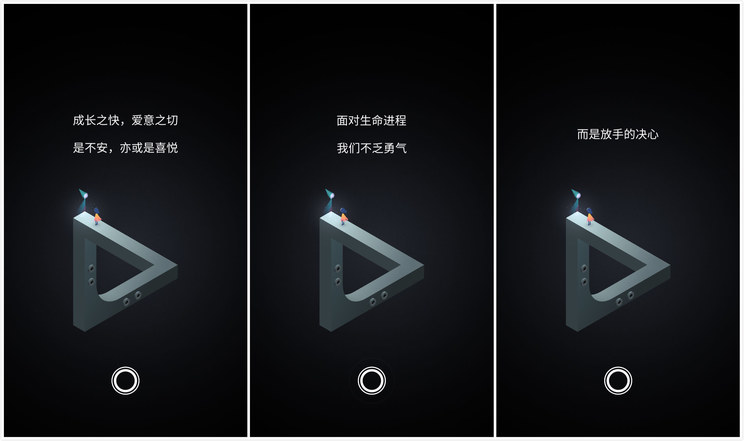 成长之快，爱意之切
是不安，亦或是喜悦
面对生命进程
我们不乏勇气
而是放手的决心